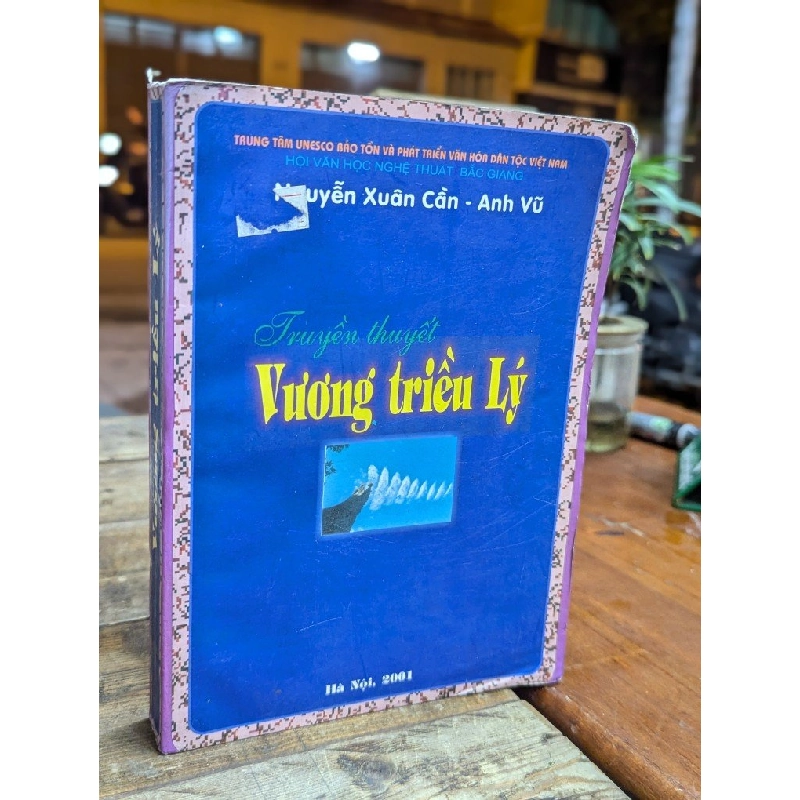 TRUNG TÂM UNESCO BẢO TỒN VÀ PHÁT TRIỂN VĂN HÓA DÂN TỘC VIỆT NAM
HỘI VĂN HỌC NGHỆ THUẬT BẮC GIANG
Nguyễn Xuân Cần - Anh Vũ
Truyền thuyết
Vương triều Lý
Hà Nội, 2001